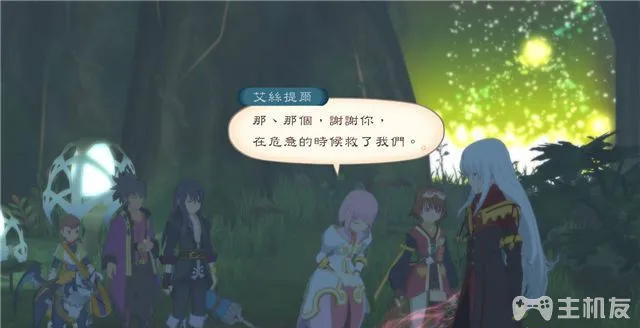 艾絲提爾
那、那個，謝謝你，
在危急的時候救了我們。
主机友